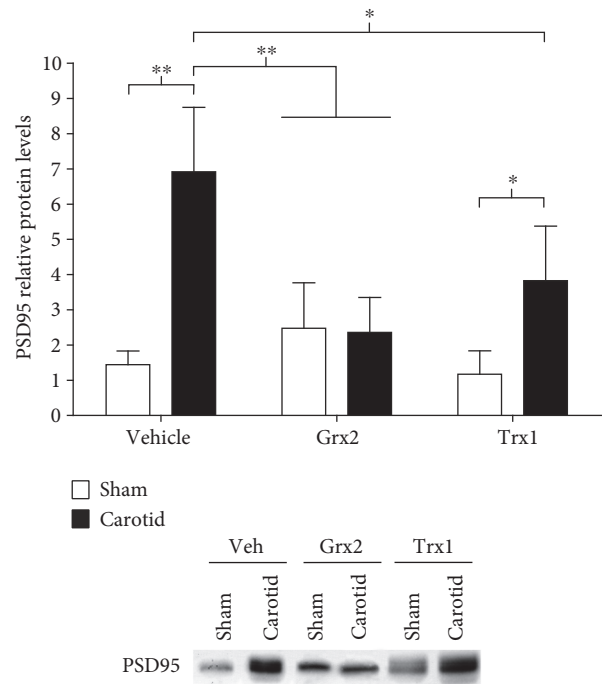 *
**
**
*
10
9
8
7
6
5
4
3
2
1
0
PSD95 relative protein levels
Vehicle Grx2 Trx1
Sham
Carotid
Veh Grx2 Trx1
Sham Carotid Sham Carotid Sham Carotid
PSD95